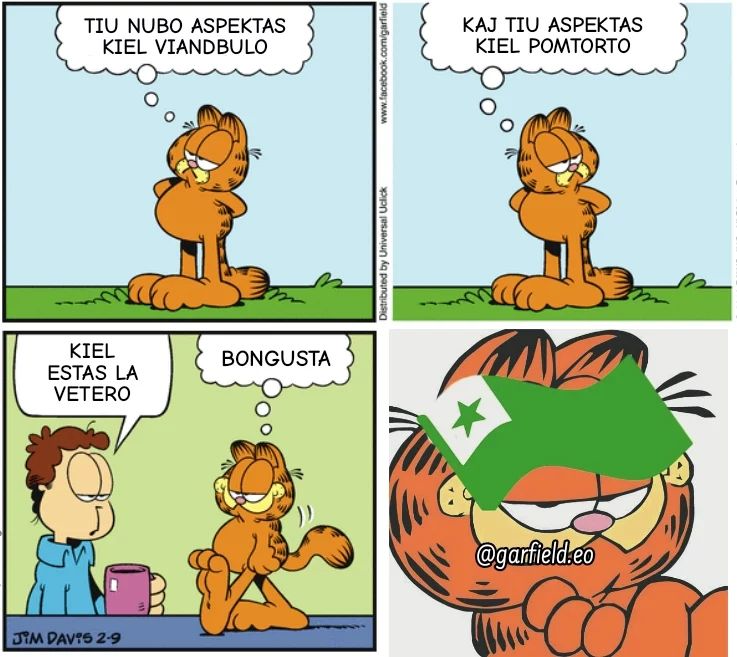 TIU NUBO ASPEKTAS
KIEL VIANDBULO
www.facebook.com/garfield
Distributed by Universal Uclick
KAJ TIU ASPEKTAS
KIEL POMTORTO
KIEL
ESTAS LA
VETERO
BONGUSTA
JIM DAVIS 2-9
@garfield.eo